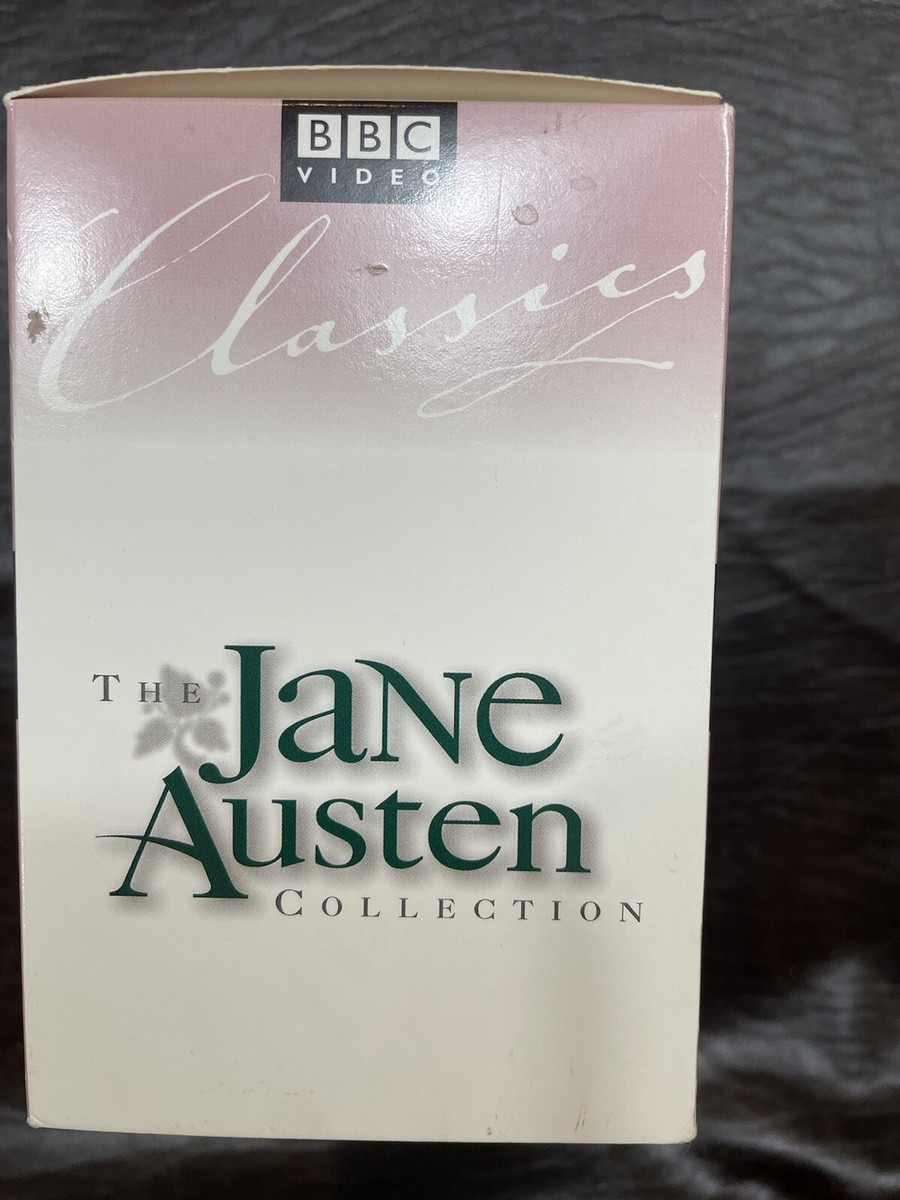 BBC
VIDEO
Classics
THE
JaNe
Austen
COLLECTION